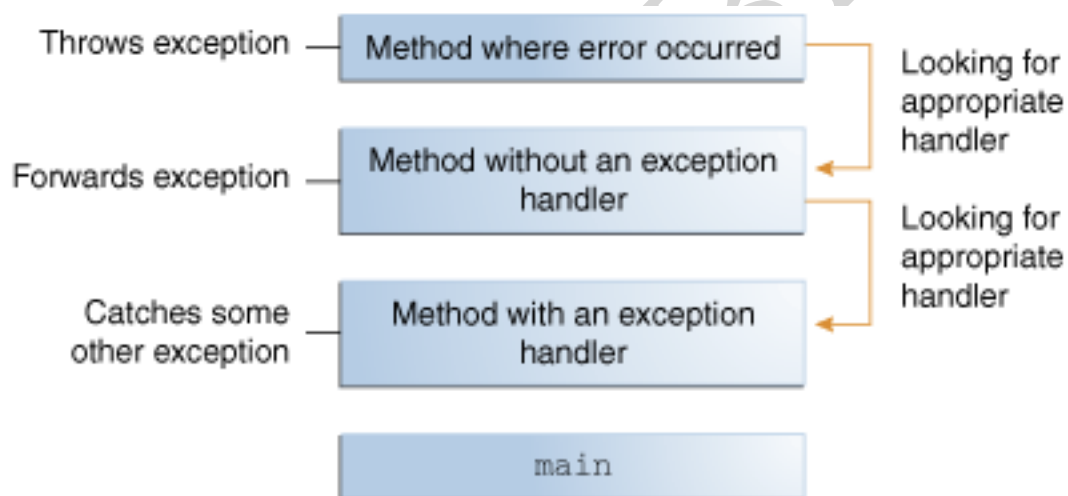 Throws exception
Method where error occurred
Looking for
appropriate
handler
Forwards exception
Method without an exception
handler
Looking for
appropriate
handler
Catches some
other exception
Method with an exception
handler
main